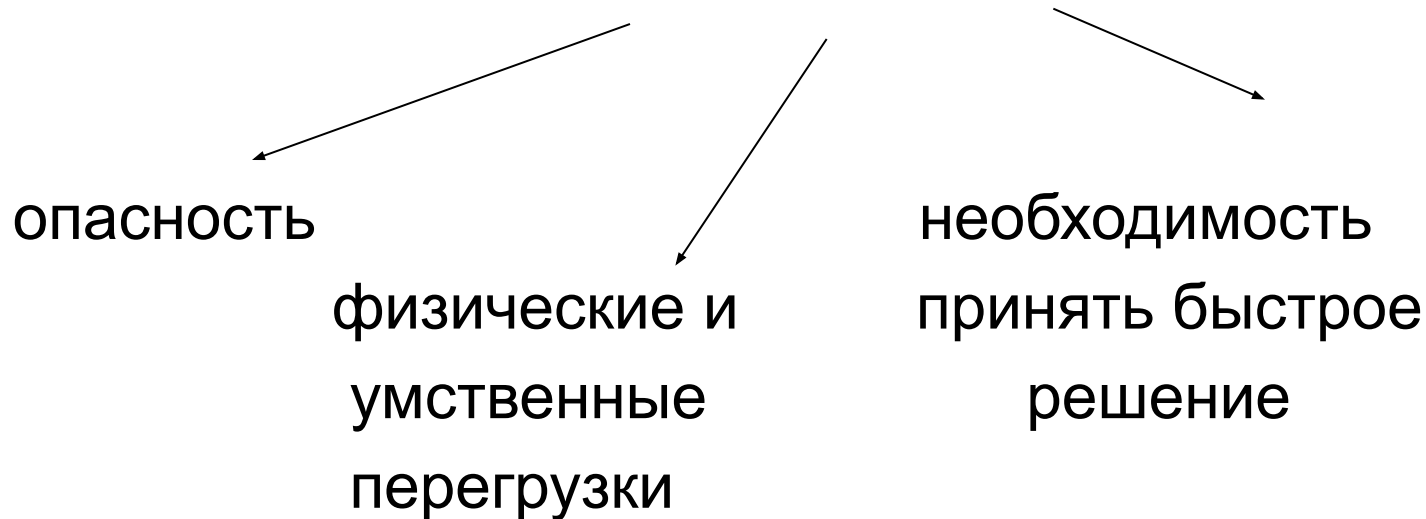 опасность
физические и
умственные
перегрузки
необходимость
принять быстрое
решение